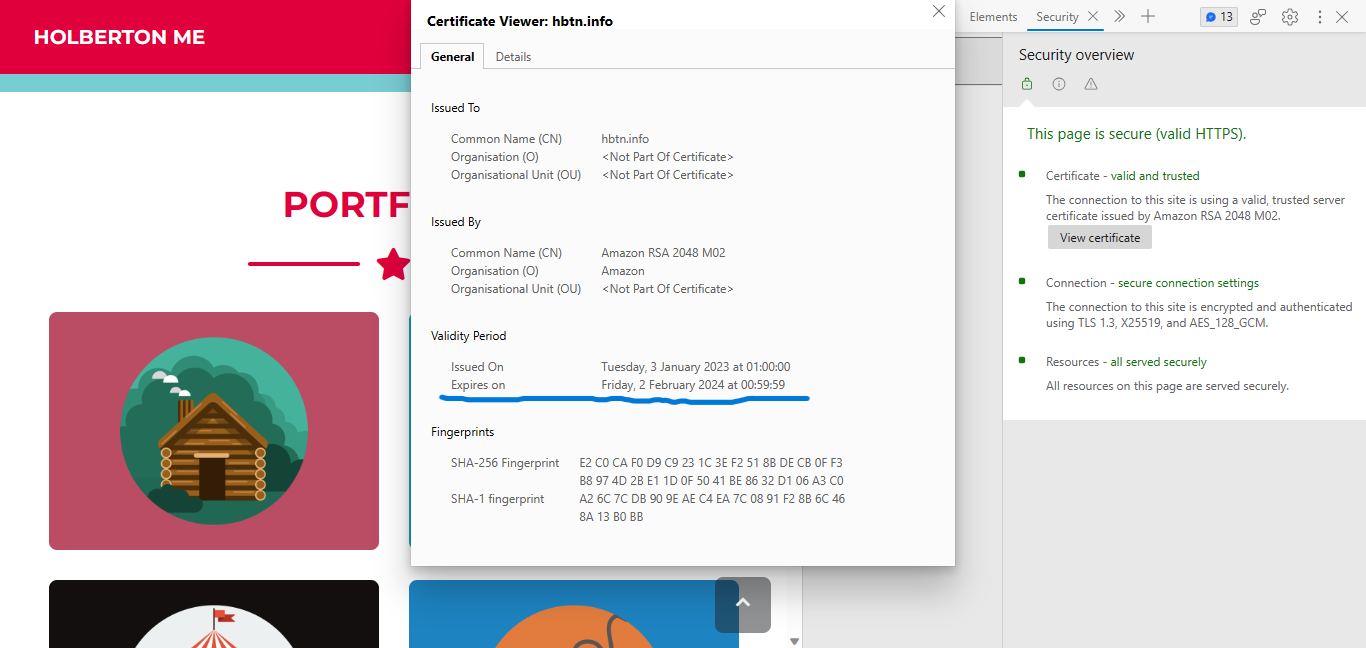 HOLBERTON ME
PORTF
Certificate Viewer: hbtn.info
General Details
Issued To
Common Name (CN) hbtn.info
Organisation (O) <Not Part Of Certificate>
Organisational Unit (OU) <Not Part Of Certificate>
Issued By
Common Name (CN) Amazon RSA 2048 M02
Organisation (O) Amazon
Organisational Unit (OU) <Not Part Of Certificate>
Validity Period
Issued On Tuesday, 3 January 2023 at 01:00:00
Expires on Friday, 2 February 2024 at 00:59:59
Fingerprints
SHA-256 Fingerprint E2 C0 CA F0 D9 C9 23 1C 3E F2 51 8B DE CB 0F F3
B8 97 4D 2B E1 1D 0F 50 41 BE 86 32 D1 06 A3 C0
SHA-1 fingerprint A2 6C 7C DB 90 9E AE C4 EA 7C 08 91 F2 8B 6C 46
8A 13 B0 BB
Elements Security 13
Security overview
This page is secure (valid HTTPS).
Certificate - valid and trusted
The connection to this site is using a valid, trusted server
certificate issued by Amazon RSA 2048 M02.
View certificate
Connection - secure connection settings
The connection to this site is encrypted and authenticated
using TLS 1.3, X25519, and AES_128_GCM.
Resources - all served securely
All resources on this page are served securely.